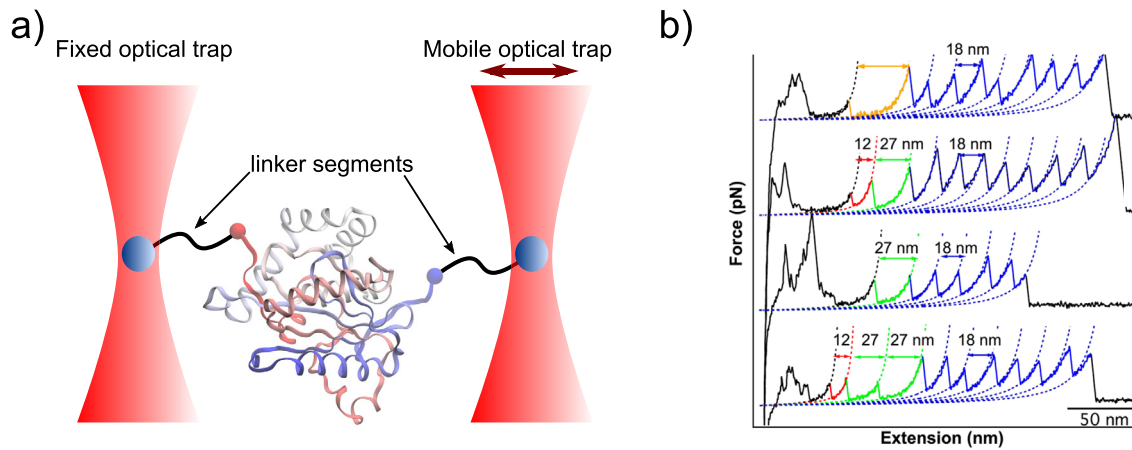 a)
Fixed optical trap
Mobile optical trap
linker segments
b)
18 nm
12 27 nm 18 nm
27 nm 18 nm
12 27 27 nm 18 nm
50 nm
Force (pN)
Extension (nm)